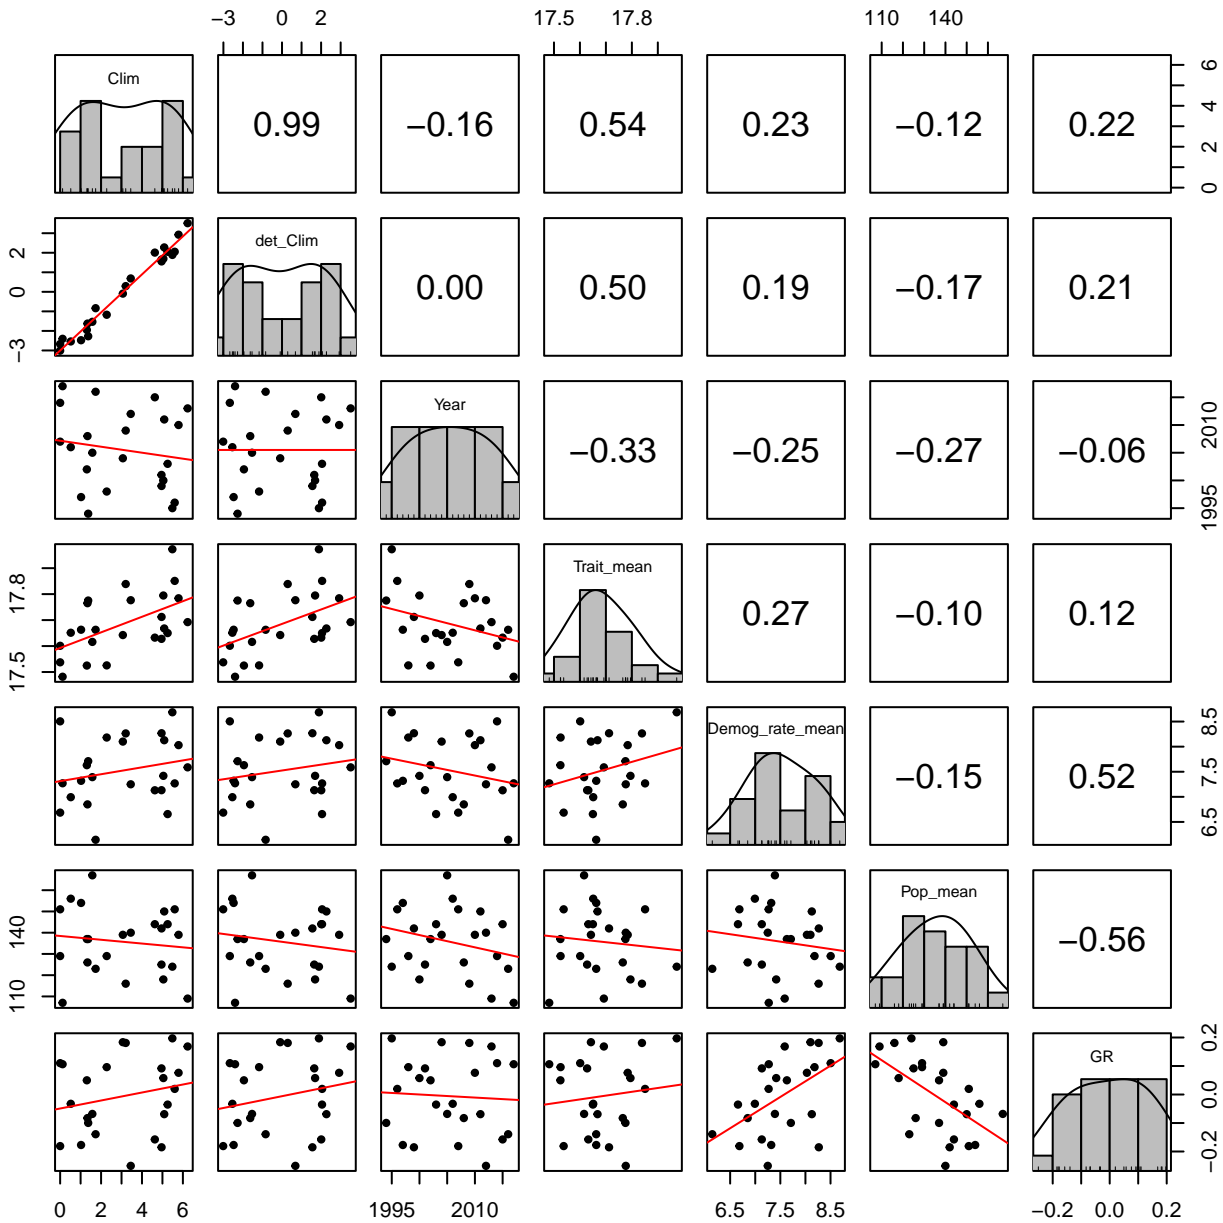 −3 0 2 17.5 17.8 110 140
Clim 0.99 −0.16 0.54 0.23 −0.12 0.22 0 2 4 6
−3 0 2 det_Clim 0.00 0.50 0.19 −0.17 0.21
Year −0.33 −0.25 −0.27 −0.06 1995 2010
17.5 17.8 Trait_mean 0.27 −0.10 0.12
Demog_rate_mean −0.15 0.52 6.5 7.5 8.5
110 140 Pop_mean −0.56
GR −0.2 0.0 0.2
0 2 4 6 1995 2010 6.5 7.5 8.5 −0.2 0.0 0.2